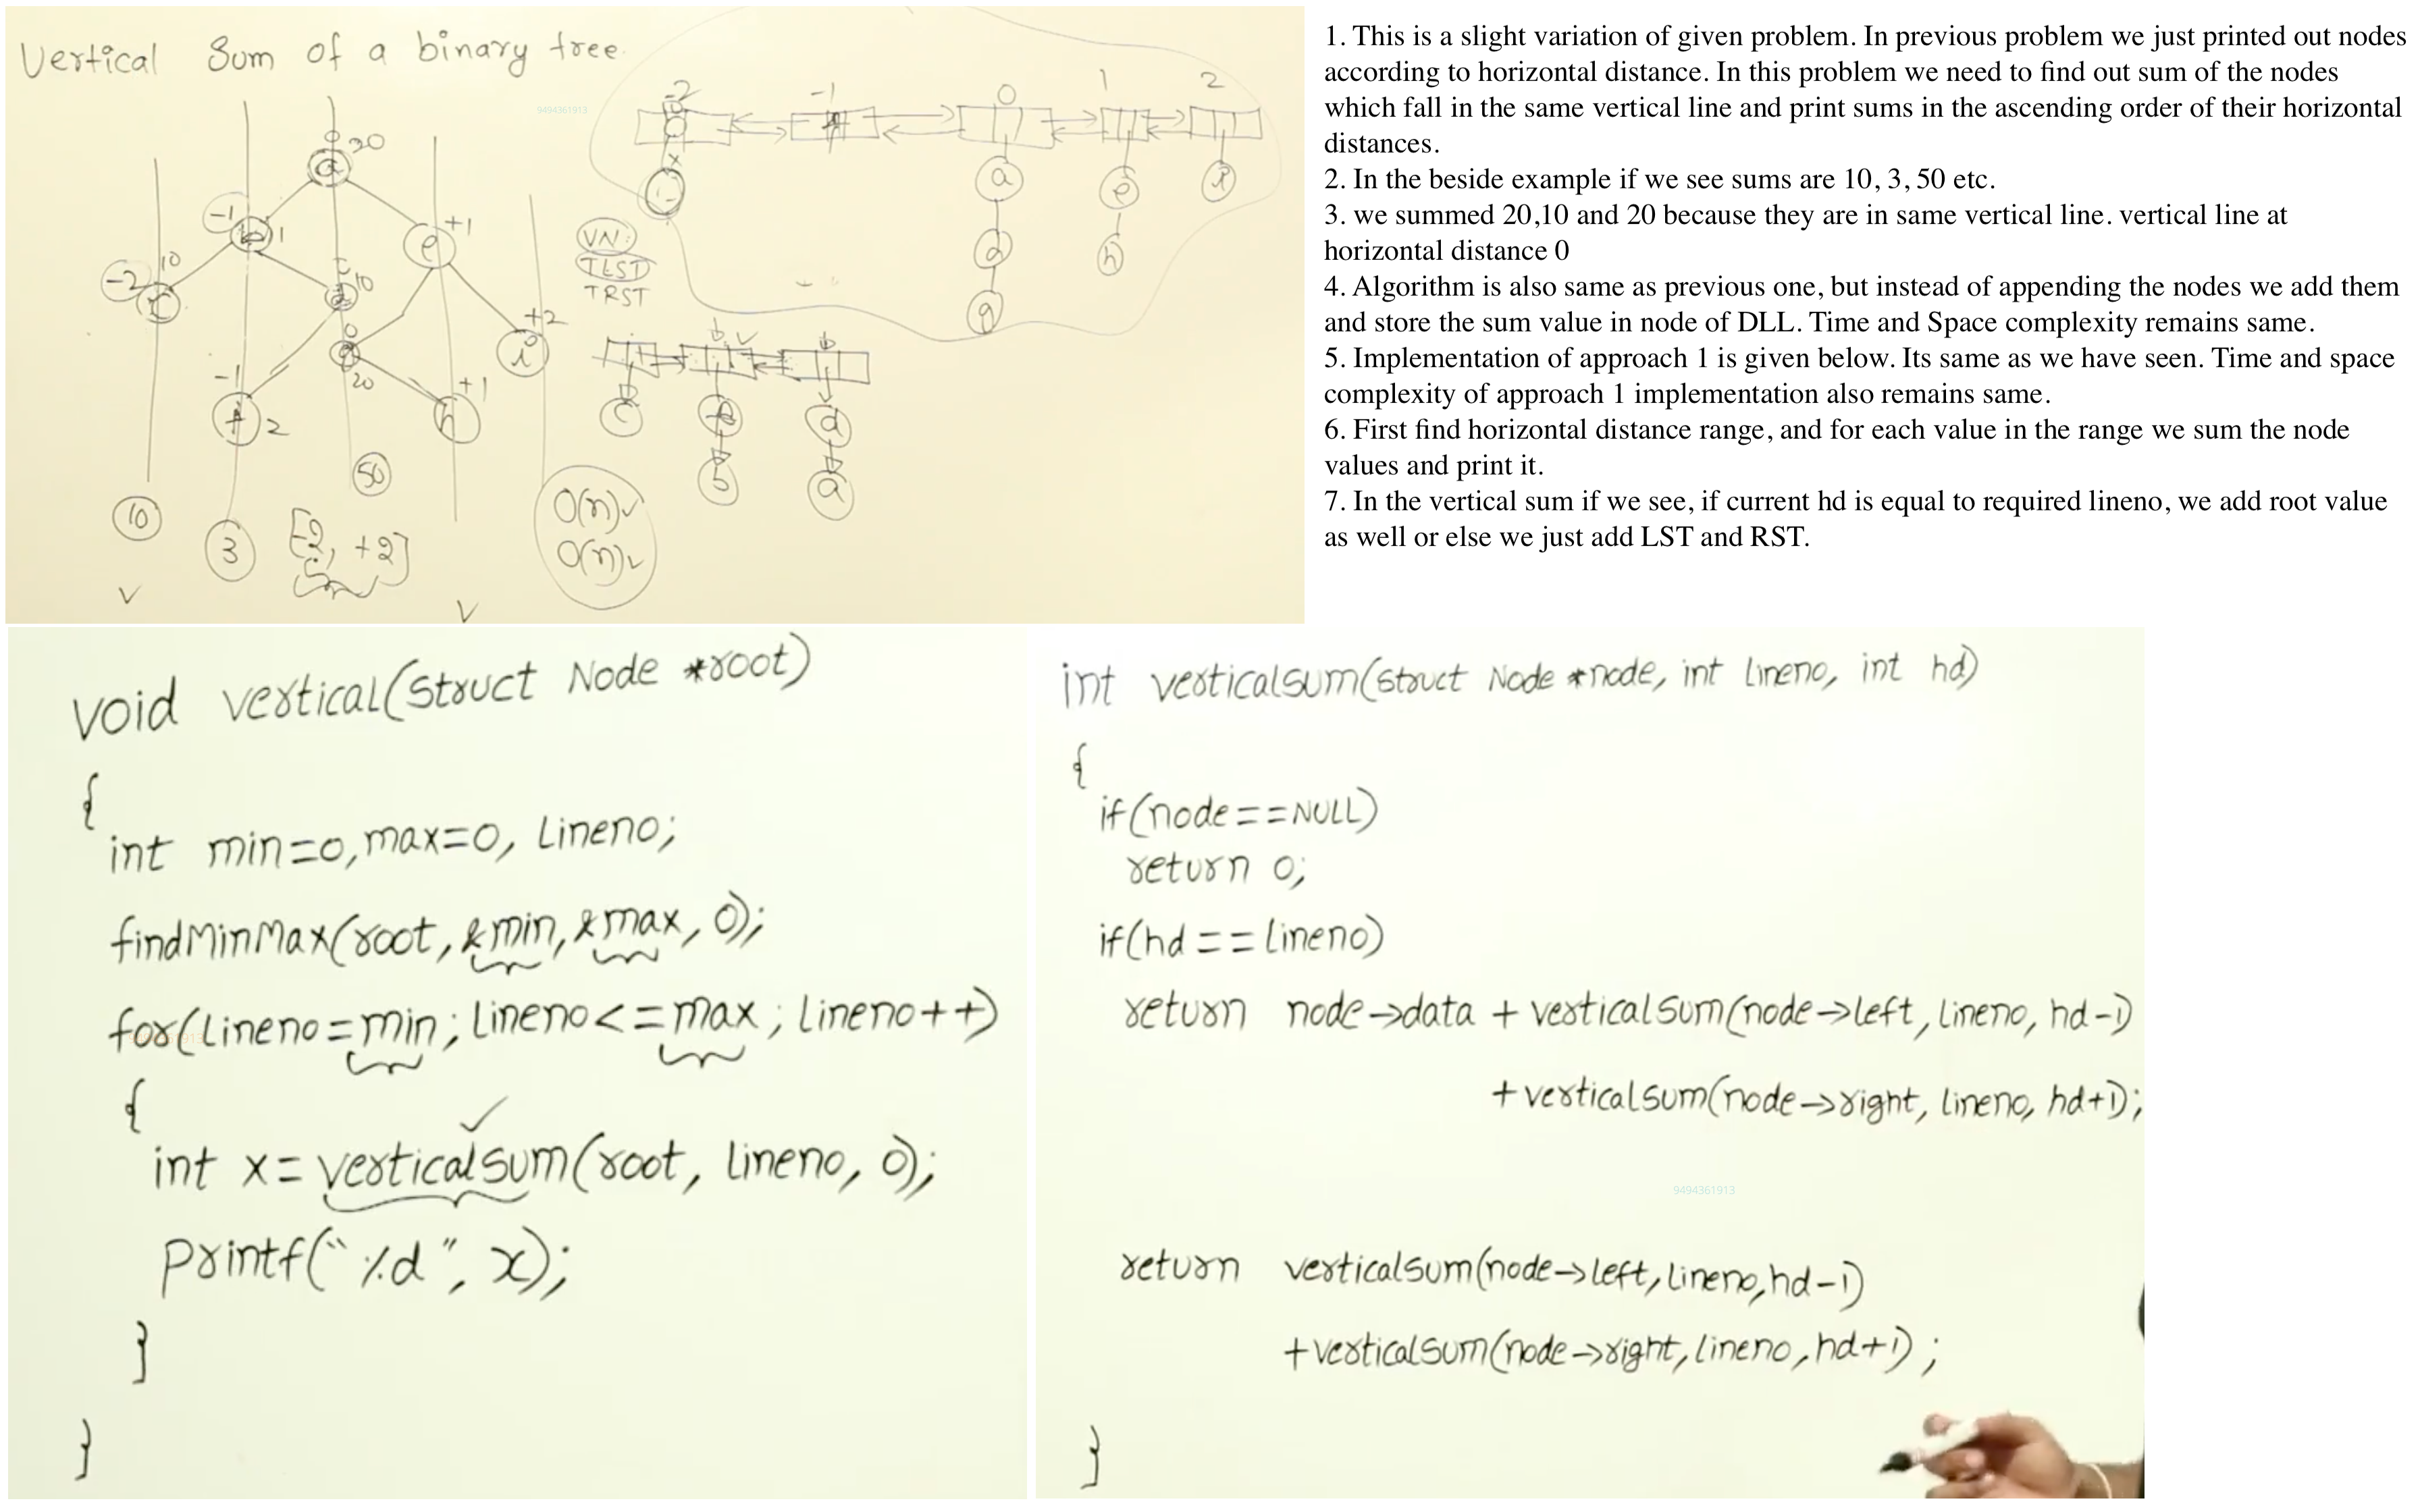 Vertical Sum of a binary tree.
9494361913
-2 -1 0 1 2
a 20
-1 b 1
+1 e
-2 10 c
d 10
g 20
+2 i
-1 f 2
+1 h
50
10
3
[-2, +2]
O(n)
O(n)
VN
TLST
TRST
a e i
d h
g
c f d
b a
1. This is a slight variation of given problem. In previous problem we just printed out nodes
according to horizontal distance. In this problem we need to find out sum of the nodes
which fall in the same vertical line and print sums in the ascending order of their horizontal
distances.
2. In the beside example if we see sums are 10, 3, 50 etc.
3. we summed 20,10 and 20 because they are in same vertical line. vertical line at
horizontal distance 0
4. Algorithm is also same as previous one, but instead of appending the nodes we add them
and store the sum value in node of DLL. Time and Space complexity remains same.
5. Implementation of approach 1 is given below. Its same as we have seen. Time and space
complexity of approach 1 implementation also remains same.
6. First find horizontal distance range, and for each value in the range we sum the node
values and print it.
7. In the vertical sum if we see, if current hd is equal to required lineno, we add root value
as well or else we just add LST and RST.
void vertical(struct Node *root)
{
int min=0, max=0, lineno;
findMinMax(root, &min, &max, 0);
for(lineno=min; lineno<=max; lineno++)
{
int x= verticalsum(root, lineno, 0);
printf("%d", x);
}
}
int verticalsum(struct Node *node, int lineno, int hd)
{
if(node==NULL)
return 0;
if(hd==lineno)
return node->data + verticalsum(node->left, lineno, hd-1)
+verticalsum(node->right, lineno, hd+1);
9494361913
return verticalsum(node->left, lineno, hd-1)
+verticalsum(node->right, lineno, hd+1);
}